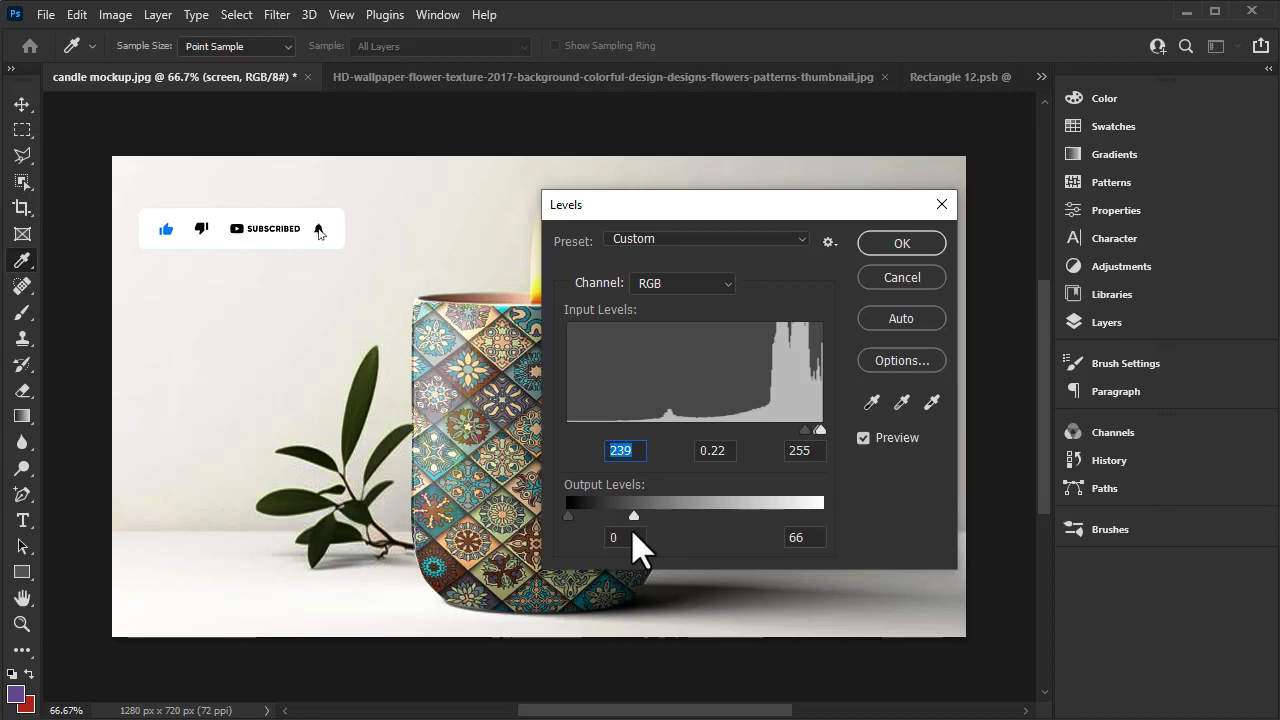 Ps File Edit Image Layer Type Select Filter 3D View Plugins Window Help
Sample Size: Point Sample Sample: All Layers Show Sampling Ring
candle mockup.jpg @ 66.7% (screen, RGB/8#) * × HD-wallpaper-flower-texture-2017-background-colorful-design-designs-flowers-patterns-thumbnail.jpg × Rectangle 12.psb @
Color
Swatches
Gradients
Patterns
Properties
Character
Adjustments
Libraries
Layers
Brush Settings
Paragraph
Channels
History
Paths
Brushes
SUBSCRIBED
Levels
Preset: Custom
OK
Channel: RGB
Cancel
Input Levels:
Auto
Options...
Preview
239 0.22 255
Output Levels:
0 66
66.67% 1280 px x 720 px (72 ppi)